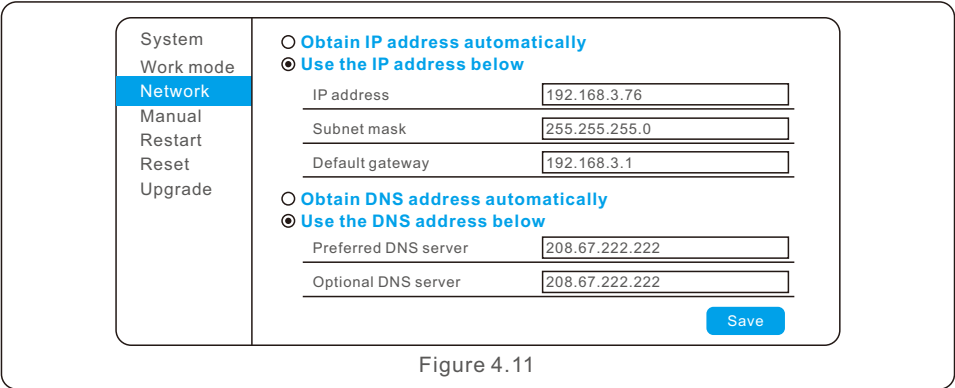 System
Work mode
Network
Manual
Restart
Reset
Upgrade
Obtain IP address automatically
Use the IP address below
IP address 192.168.3.76
Subnet mask 255.255.255.0
Default gateway 192.168.3.1
Obtain DNS address automatically
Use the DNS address below
Preferred DNS server 208.67.222.222
Optional DNS server 208.67.222.222
Save
Figure 4.11